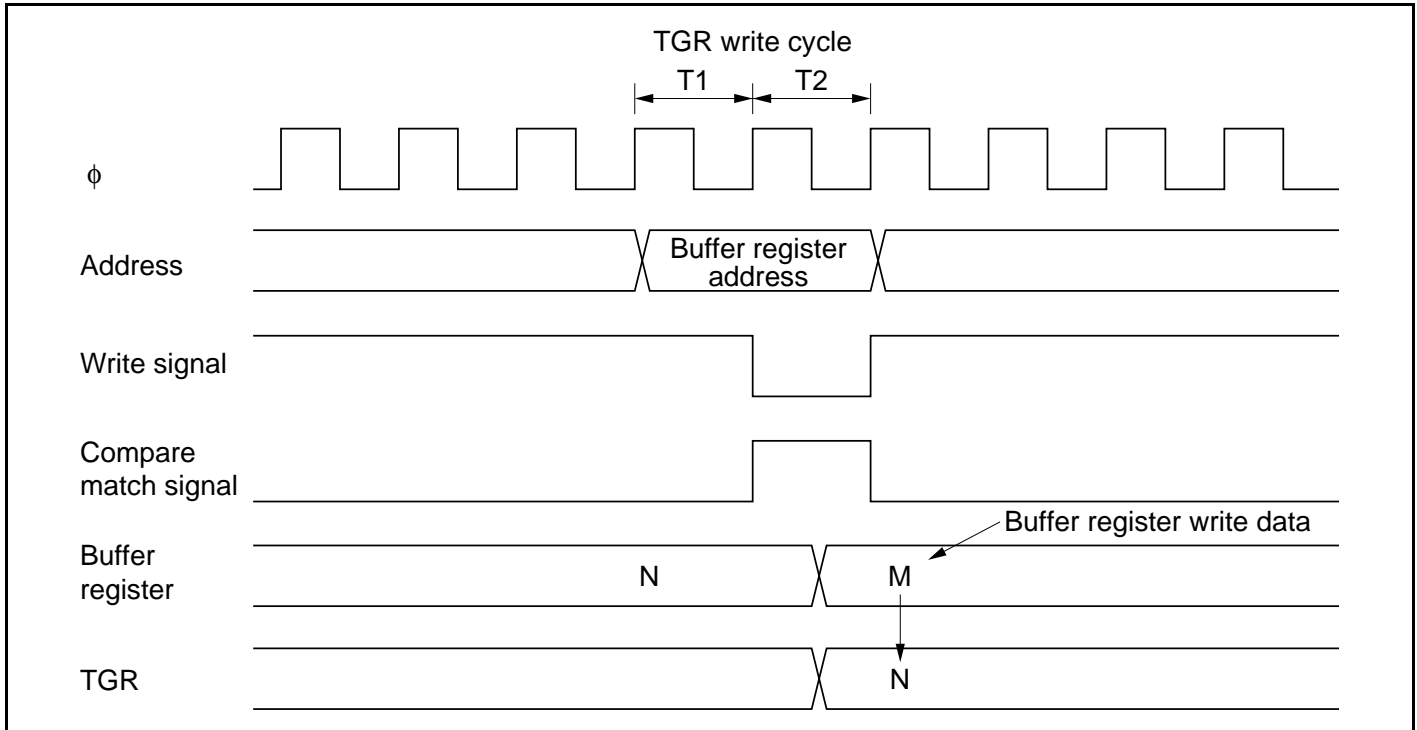 TGR write cycle
T1 T2
ϕ
Address
Buffer register
address
Write signal
Compare
match signal
Buffer register write data
Buffer
register
N M
TGR
N